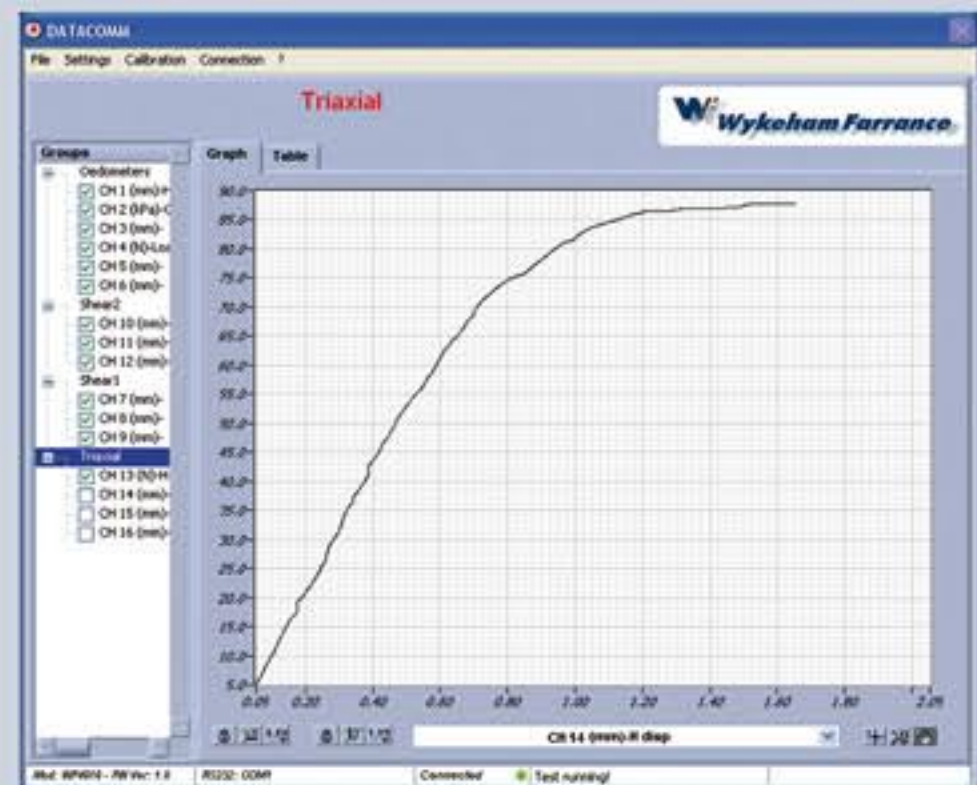 DATACOMM
File Settings Calibration Connection ?
Triaxial
Wykeham Farrance
Groups
Oedometers
CH 1 (mm)-H
CH 2 (kPa)-C
CH 3 (mm)-
CH 4 (N)-Loa
CH 5 (mm)-
CH 6 (mm)-
Shear2
CH 10 (mm)-
CH 11 (mm)-
CH 12 (mm)-
Shear1
CH 7 (mm)-
CH 8 (mm)-
CH 9 (mm)-
Triaxial
CH 13 (N)-H
CH 14 (mm)-
CH 15 (mm)-
CH 16 (mm)-
Graph Table
90.0
85.0
80.0
75.0
70.0
65.0
60.0
55.0
50.0
45.0
40.0
35.0
30.0
25.0
20.0
15.0
10.0
5.0
0.05 0.20 0.40 0.60 0.80 1.00 1.20 1.40 1.60 1.80 2.05
CH 14 (mm)-H disp
RS232: COM1
Connected
Test running!